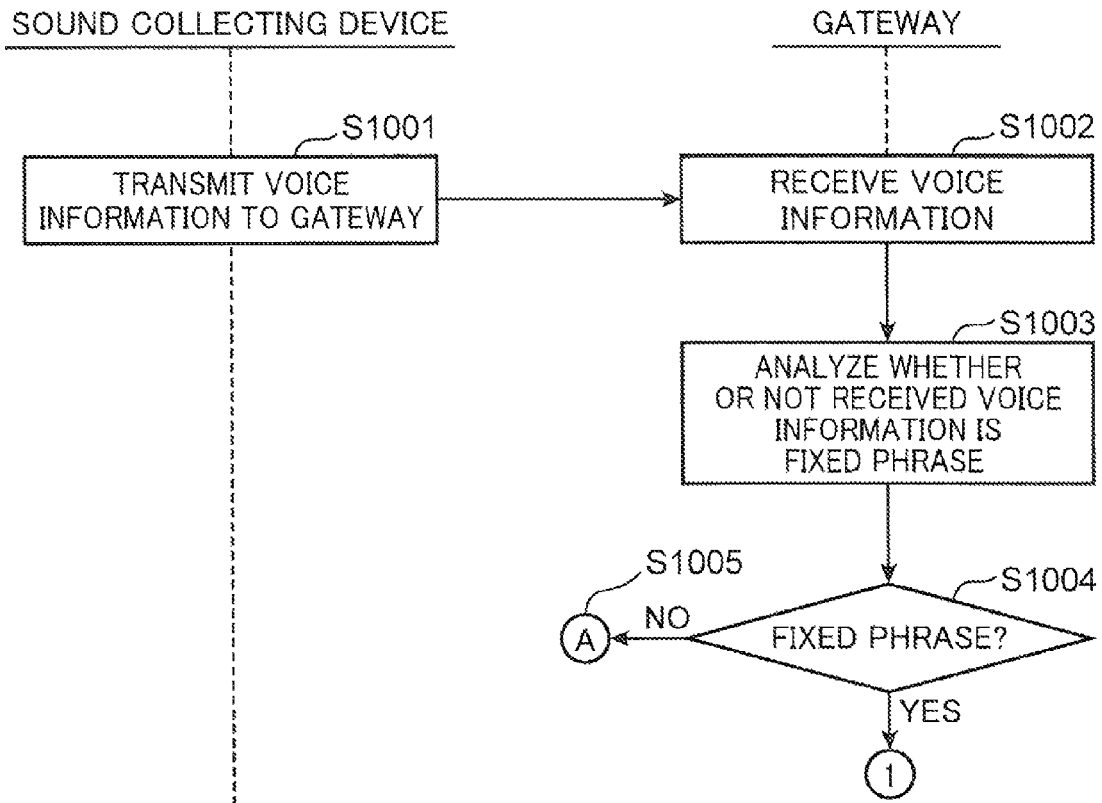 SOUND COLLECTING DEVICE
GATEWAY
S1001
TRANSMIT VOICE
INFORMATION TO GATEWAY
S1002
RECEIVE VOICE
INFORMATION
S1003
ANALYZE WHETHER
OR NOT RECEIVED VOICE
INFORMATION IS
FIXED PHRASE
S1004
FIXED PHRASE?
S1005
NO
A
YES
1